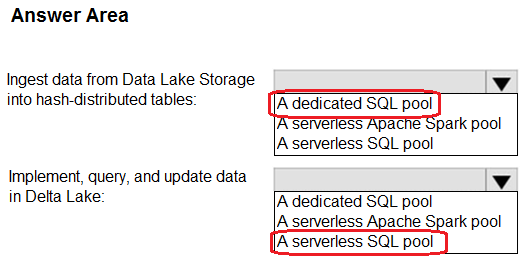 Answer Area
Ingest data from Data Lake Storage
into hash-distributed tables:
A dedicated SQL pool
A serverless Apache Spark pool
A serverless SQL pool
Implement, query, and update data
in Delta Lake:
A dedicated SQL pool
A serverless Apache Spark pool
A serverless SQL pool